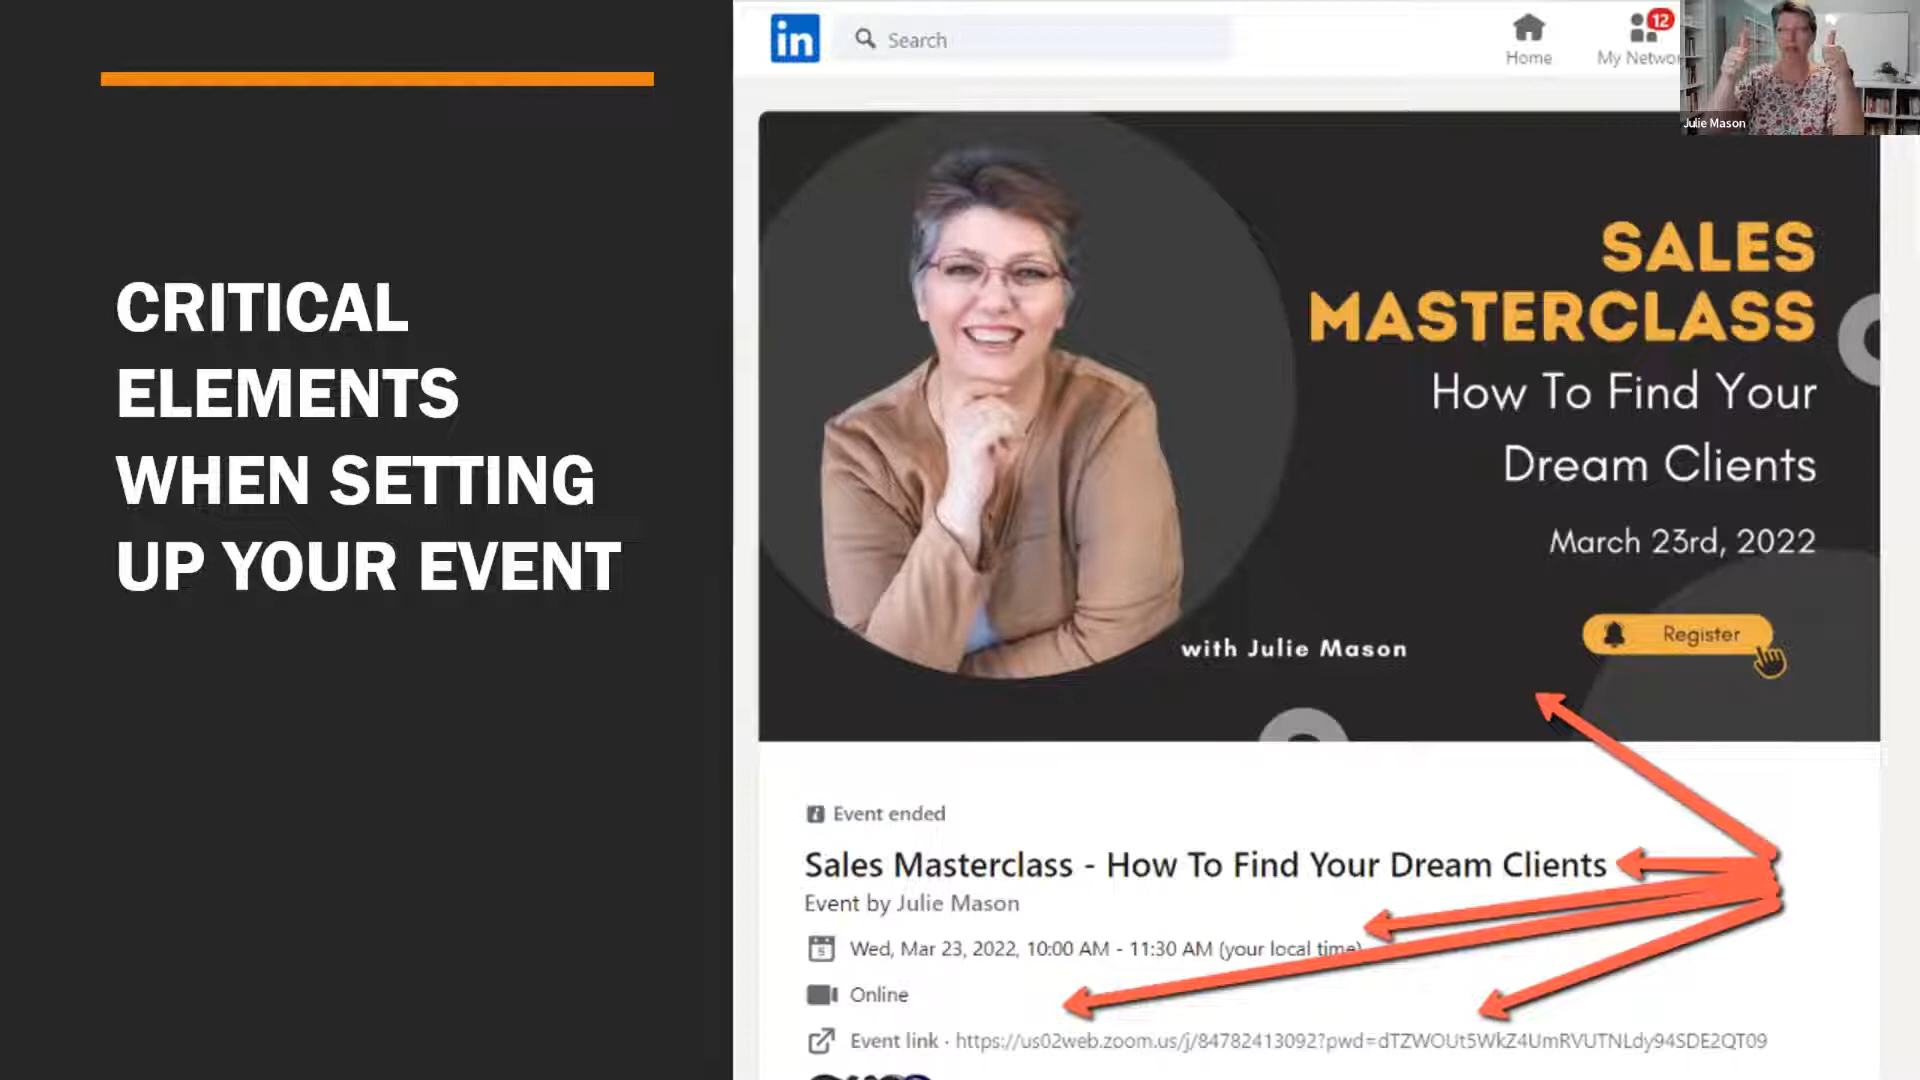 CRITICAL
ELEMENTS
WHEN SETTING
UP YOUR EVENT
in
Search
Home
12
My Networ
Julie Mason
SALES
MASTERCLASS
How To Find Your
Dream Clients
March 23rd, 2022
Register
with Julie Mason
Event ended
Sales Masterclass - How To Find Your Dream Clients
Event by Julie Mason
Wed, Mar 23, 2022, 10:00 AM - 11:30 AM (your local time)
Online
Event link · https://us02web.zoom.us/j/84782413092?pwd=dTZWOUt5WkZ4UmRVUTNLdy94SDE2QT09